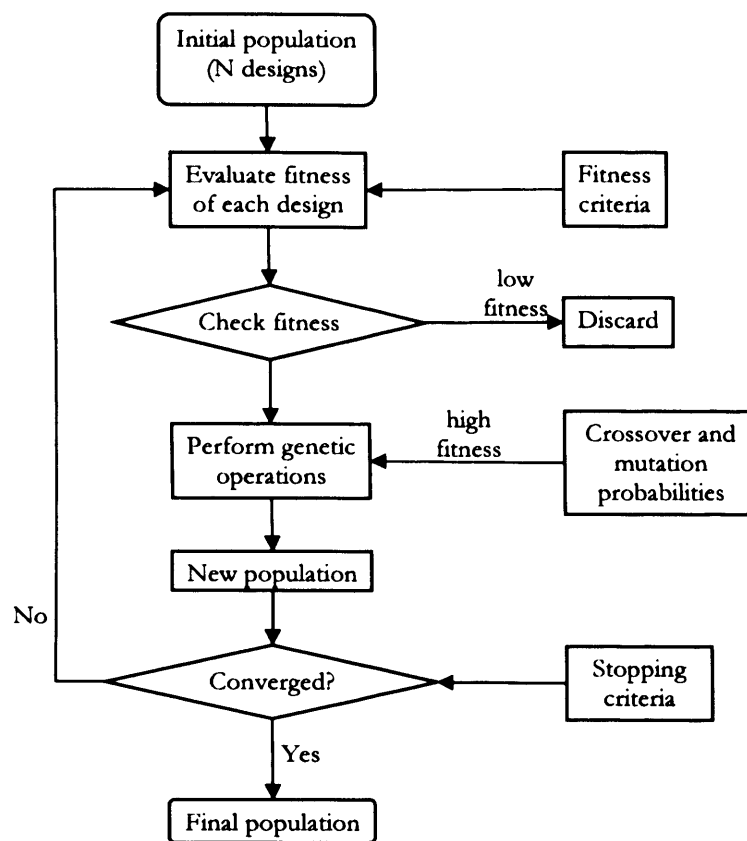 Initial population
(N designs)
Evaluate fitness
of each design
Fitness
criteria
low
fitness
Check fitness
Discard
high
fitness
Perform genetic
operations
Crossover and
mutation
probabilities
New population
No
Converged?
Stopping
criteria
Yes
Final population